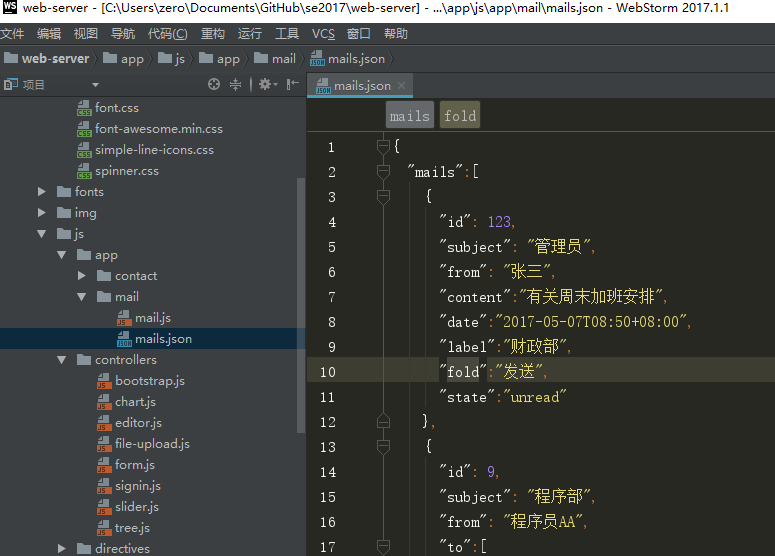 web-server - [C:\Users\zero\Documents\GitHub\se2017\web-server] - ...\app\js\app\mail\mails.json - WebStorm 2017.1.1
文件 编辑 视图 导航 代码(C) 重构 运行 工具 VCS 窗口 帮助
web-server app js app mail mails.json
项目
font.css
font-awesome.min.css
simple-line-icons.css
spinner.css
fonts
img
js
app
contact
mail
mail.js
mails.json
controllers
bootstrap.js
chart.js
editor.js
file-upload.js
form.js
signin.js
slider.js
tree.js
directives
mails.json
mails fold
1 {
2 "mails":[
3 {
4 "id": 123,
5 "subject": "管理员",
6 "from": "张三",
7 "content":"有关周末加班安排",
8 "date":"2017-05-07T08:50+08:00",
9 "label":"财政部",
10 "fold":"发送",
11 "state":"unread"
12 },
13 {
14 "id": 9,
15 "subject": "程序部",
16 "from": "程序员AA",
17 "to":[